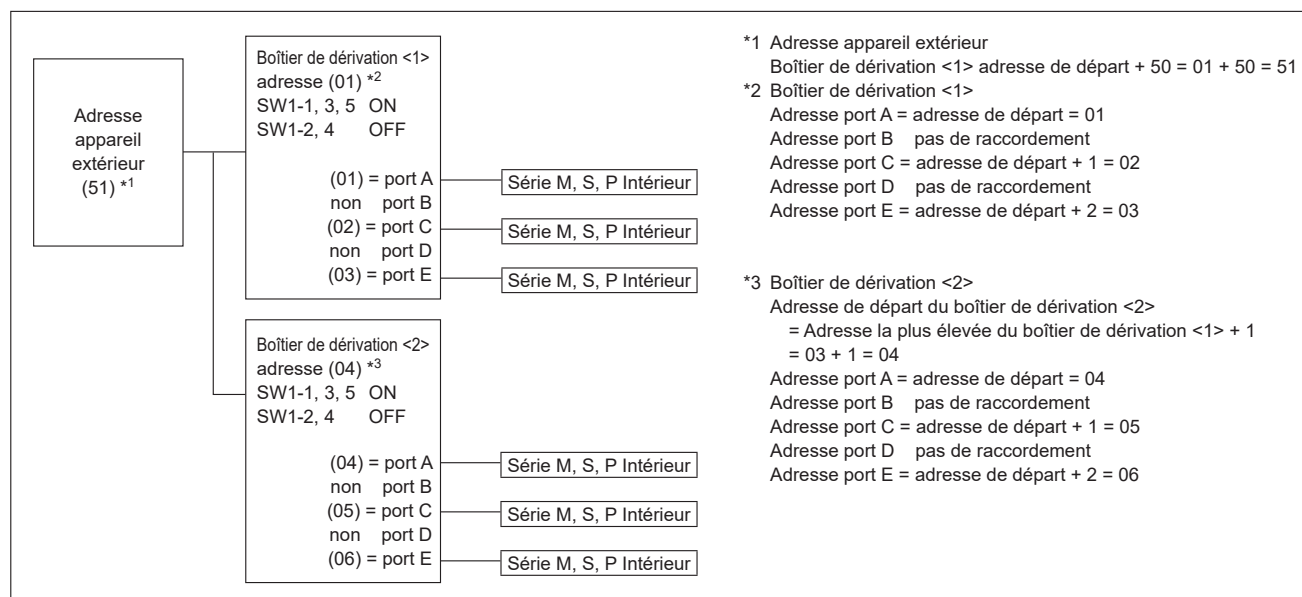 Adresse
appareil
extérieur
(51) *1
Boîtier de dérivation <1>
adresse (01) *2
SW1-1, 3, 5 ON
SW1-2, 4 OFF
(01) = port A
non port B
(02) = port C
non port D
(03) = port E
Série M, S, P Intérieur
Série M, S, P Intérieur
Série M, S, P Intérieur
Boîtier de dérivation <2>
adresse (04) *3
SW1-1, 3, 5 ON
SW1-2, 4 OFF
(04) = port A
non port B
(05) = port C
non port D
(06) = port E
Série M, S, P Intérieur
Série M, S, P Intérieur
Série M, S, P Intérieur
*1 Adresse appareil extérieur
Boîtier de dérivation <1> adresse de départ + 50 = 01 + 50 = 51
*2 Boîtier de dérivation <1>
Adresse port A = adresse de départ = 01
Adresse port B pas de raccordement
Adresse port C = adresse de départ + 1 = 02
Adresse port D pas de raccordement
Adresse port E = adresse de départ + 2 = 03
*3 Boîtier de dérivation <2>
Adresse de départ du boîtier de dérivation <2>
= Adresse la plus élevée du boîtier de dérivation <1> + 1
= 03 + 1 = 04
Adresse port A = adresse de départ = 04
Adresse port B pas de raccordement
Adresse port C = adresse de départ + 1 = 05
Adresse port D pas de raccordement
Adresse port E = adresse de départ + 2 = 06